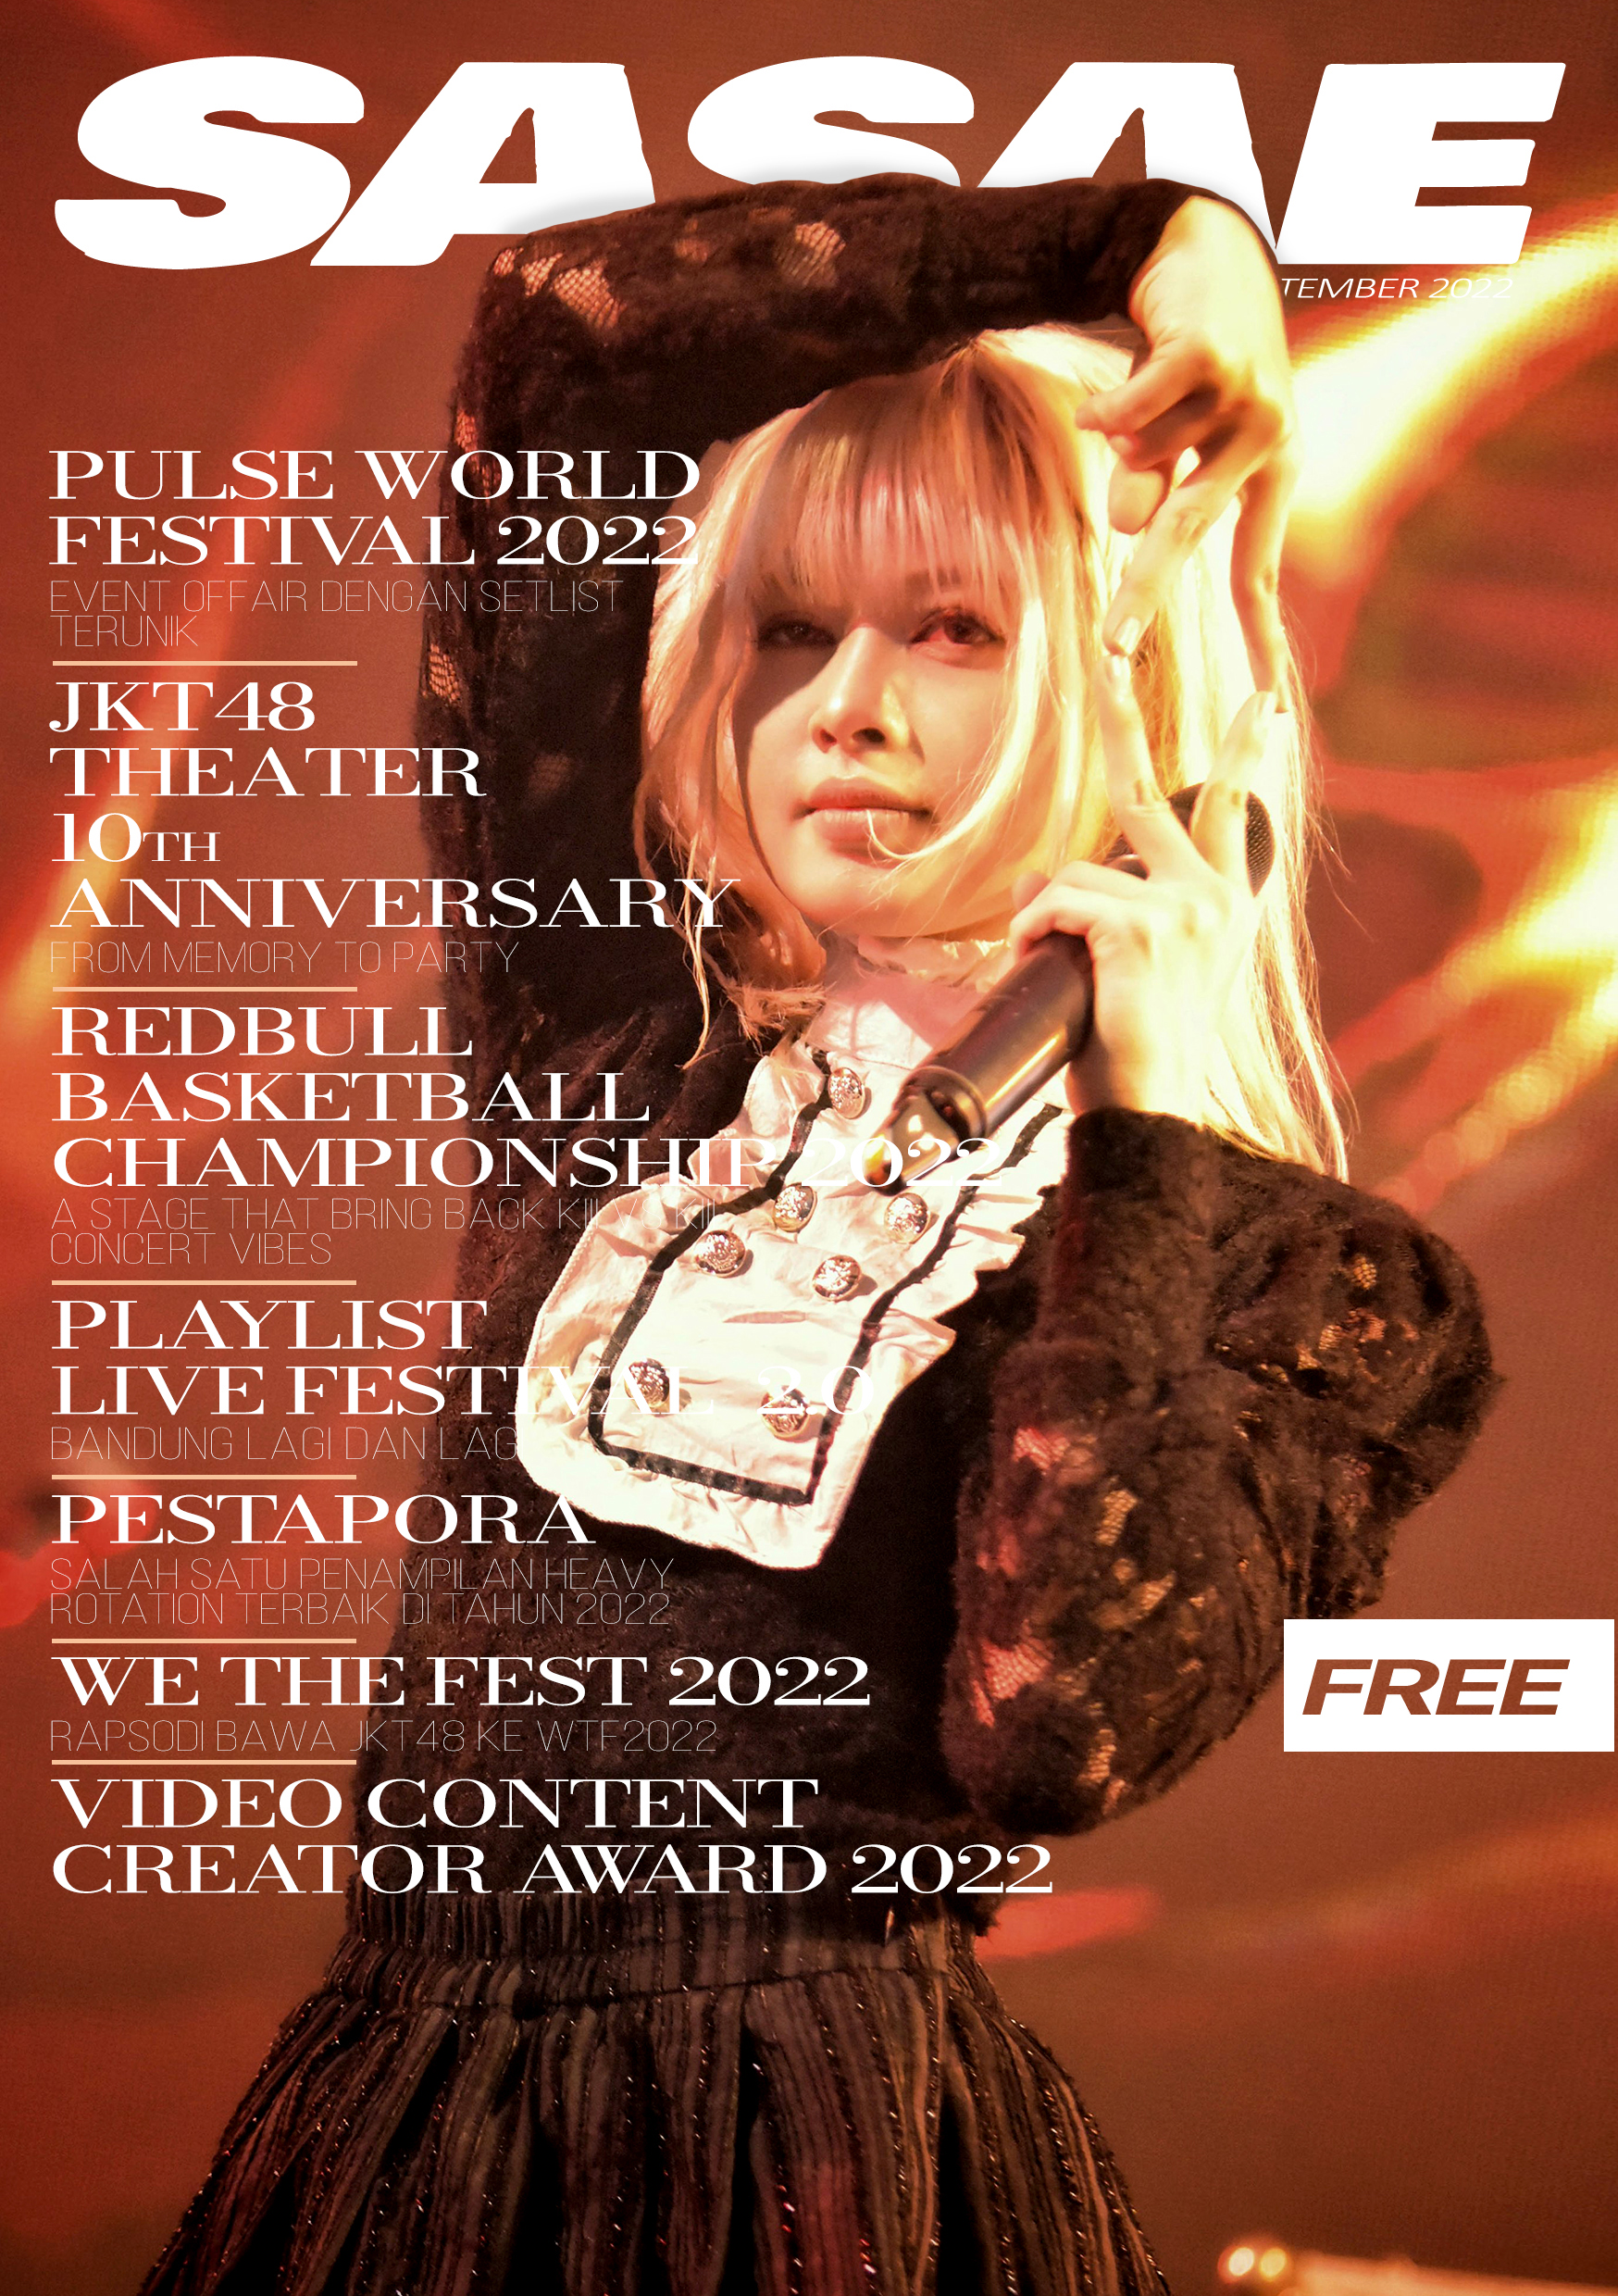 SASAE
TEMBER 2022
PULSE WORLD
FESTIVAL 2022
EVENT OFFAIR DENGAN SETLIST
TERUNIK
JKT48
THEATER
10TH
ANNIVERSARY
FROM MEMORY TO PARTY
REDBULL
BASKETBALL
CHAMPIONSHIP 2022
A STAGE THAT BRING BACK
CONCERT VIBES
PLAYLIST
LIVE FESTIVAL 2.0
BANDUNG LAGI DAN LAGI
PESTAPORA
SALAH SATU PENAMPILAN HEAVY
ROTATION TERBAIK DI TAHUN 2022
WE THE FEST 2022
RAPSODI BAWA JKT48 KE WTF2022
VIDEO CONTENT
CREATOR AWARD 2022
FREE